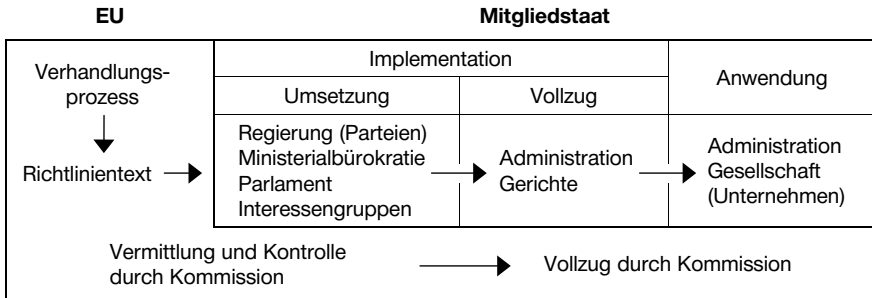 EU
Mitgliedstaat
Verhandlungs-
prozess
Richtlinientext
Implementation
Umsetzung
Vollzug
Anwendung
Regierung (Parteien)
Ministerialbürokratie
Parlament
Interessengruppen
Administration
Gerichte
Administration
Gesellschaft
(Unternehmen)
Vermittlung und Kontrolle
durch Kommission
Vollzug durch Kommission